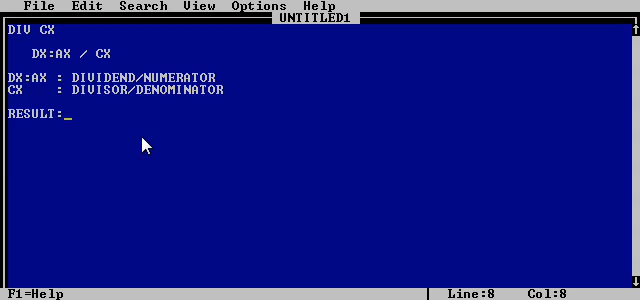 File Edit Search View Options Help
UNTITLED1
DIV CX
DX:AX / CX
DX:AX : DIVIDEND/NUMERATOR
CX : DIVISOR/DENOMINATOR
RESULT:_
F1=Help Line:8 Col:8